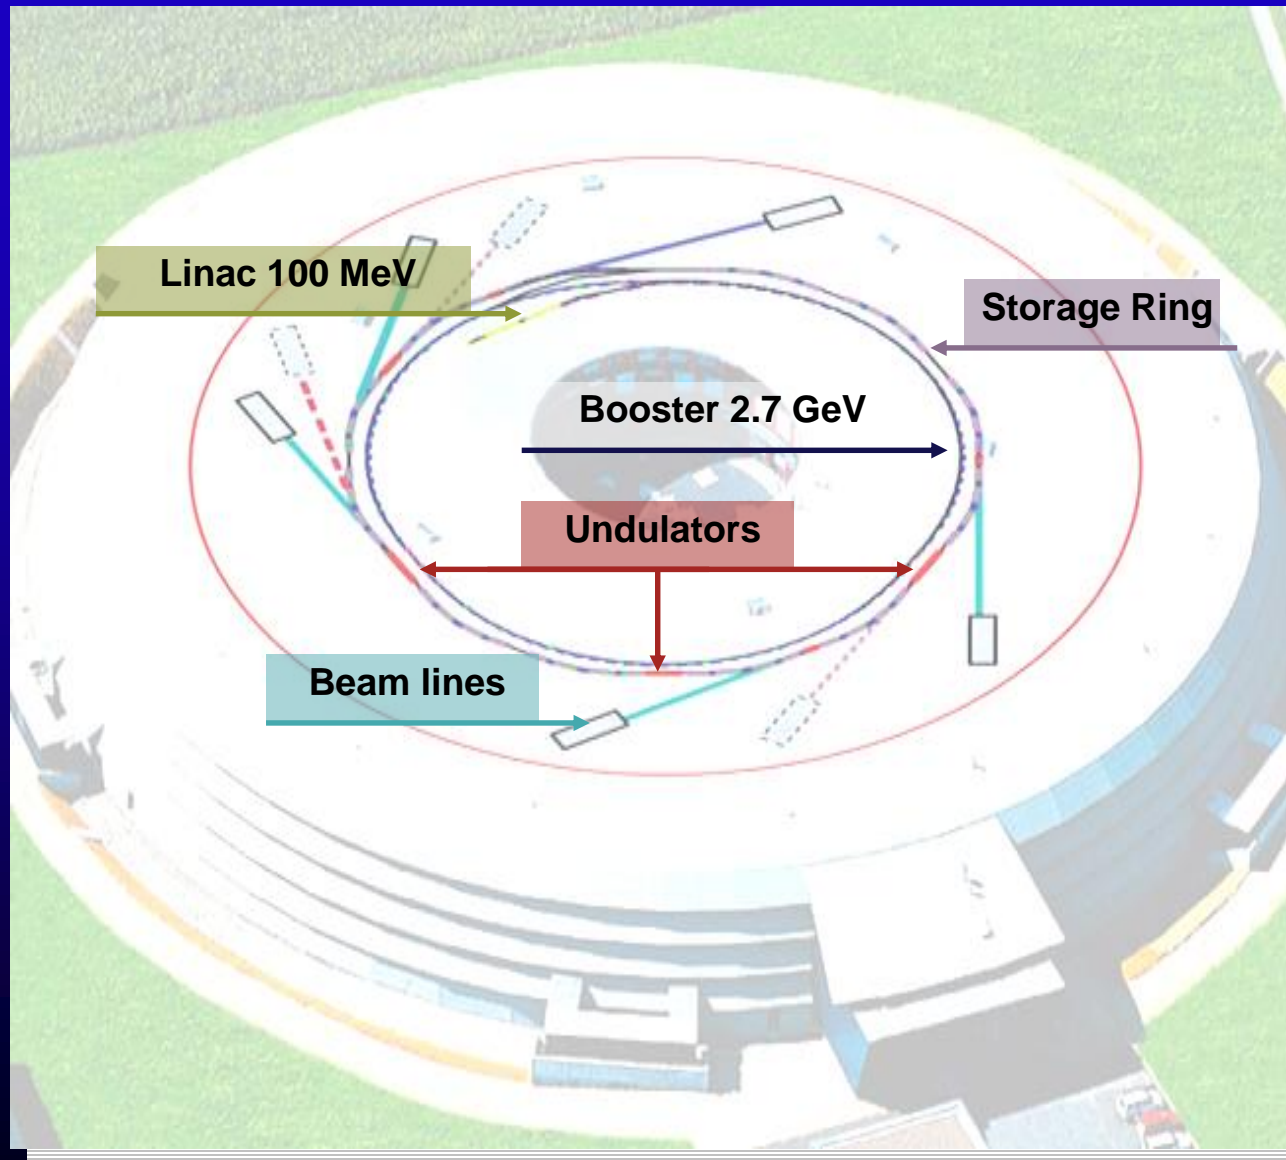 Linac 100 MeV
Storage Ring
Booster 2.7 GeV
Undulators
Beam lines